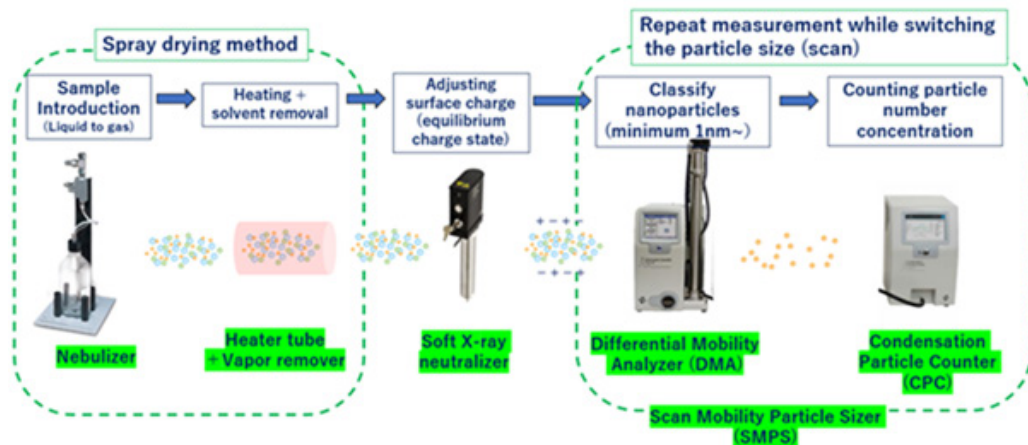 Spray drying method
Repeat measurement while switching
the particle size (scan)
Sample
Introduction
(Liquid to gas)
Heating +
solvent removal
Adjusting
surface charge
(equilibrium
charge state)
Classify
nanoparticles
(minimum 1nm~)
Counting particle
number
concentration
+ - + - + -
- + - + - +
Nebulizer
Heater tube
+Vapor remover
Soft X-ray
neutralizer
Differential Mobility
Analyzer (DMA)
Condensation
Particle Counter
(CPC)
Scan Mobility Particle Sizer
(SMPS)